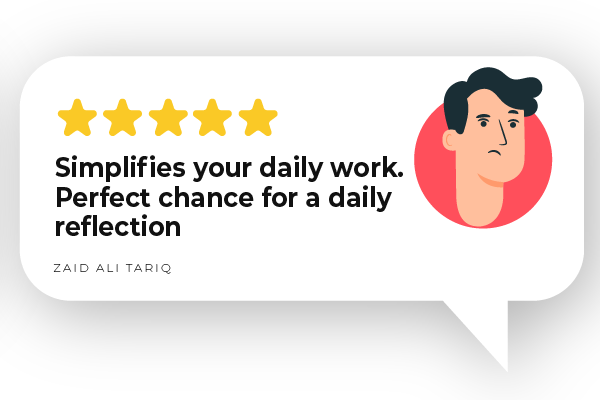 Simplifies your daily work.
Perfect chance for a daily
reflection
ZAID ALI TARIQ